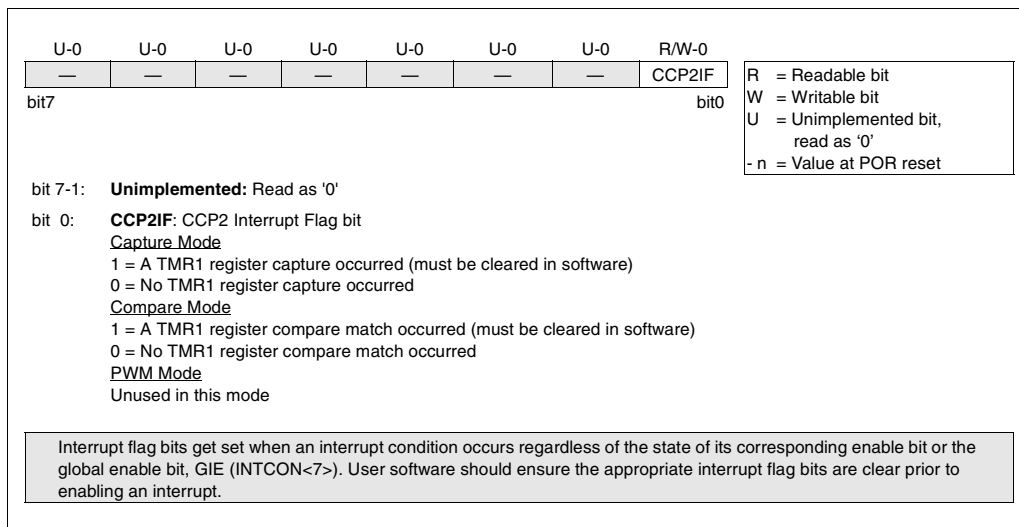 U-0 U-0 U-0 U-0 U-0 U-0 U-0 R/W-0
— — — — — — — CCP2IF
bit7 bit0
R = Readable bit
W = Writable bit
U = Unimplemented bit,
read as ‘0’
- n = Value at POR reset
bit 7-1: Unimplemented: Read as '0'
bit 0: CCP2IF: CCP2 Interrupt Flag bit
Capture Mode
1 = A TMR1 register capture occurred (must be cleared in software)
0 = No TMR1 register capture occurred
Compare Mode
1 = A TMR1 register compare match occurred (must be cleared in software)
0 = No TMR1 register compare match occurred
PWM Mode
Unused in this mode
Interrupt flag bits get set when an interrupt condition occurs regardless of the state of its corresponding enable bit or the
global enable bit, GIE (INTCON<7>). User software should ensure the appropriate interrupt flag bits are clear prior to
enabling an interrupt.